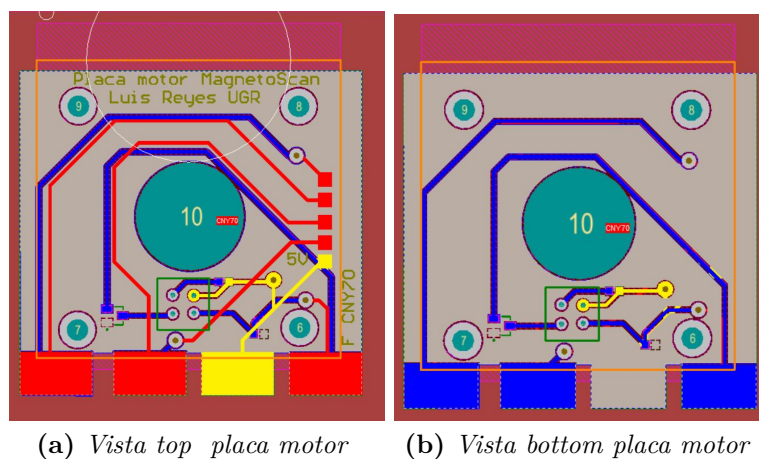 Placa motor MagnetoScan
Luis Reyes UGR
9
8
10
CNY70
5V
F CNY70
7
6
9
8
10
CNY70
7
6
(a) Vista top placa motor
(b) Vista bottom placa motor